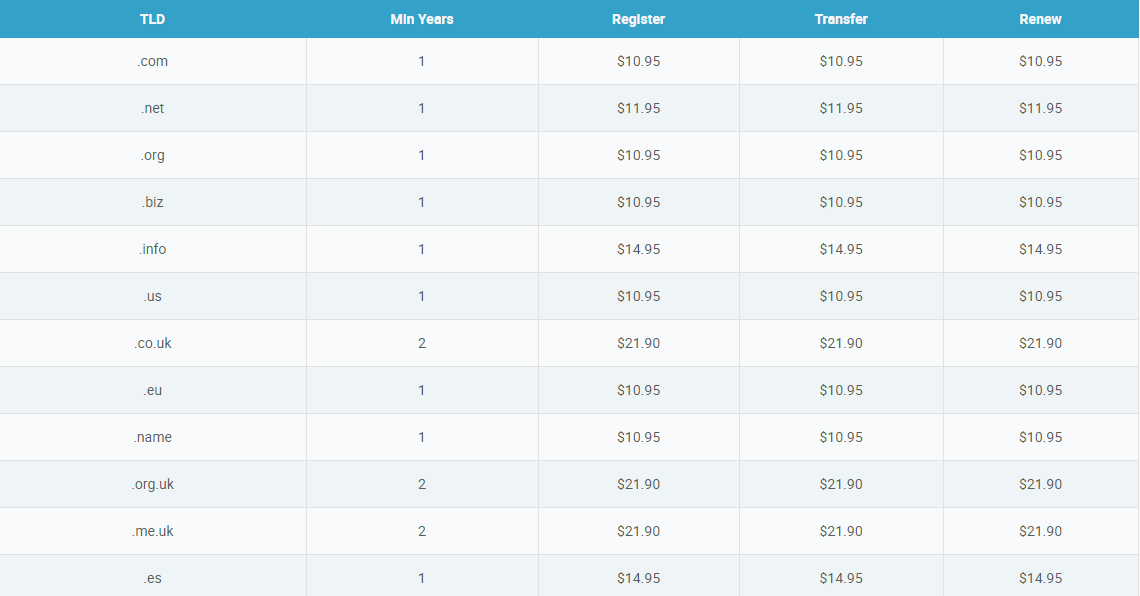 TLD Min Years Register Transfer Renew
.com 1 $10.95 $10.95 $10.95
.net 1 $11.95 $11.95 $11.95
.org 1 $10.95 $10.95 $10.95
.biz 1 $10.95 $10.95 $10.95
.info 1 $14.95 $14.95 $14.95
.us 1 $10.95 $10.95 $10.95
.co.uk 2 $21.90 $21.90 $21.90
.eu 1 $10.95 $10.95 $10.95
.name 1 $10.95 $10.95 $10.95
.org.uk 2 $21.90 $21.90 $21.90
.me.uk 2 $21.90 $21.90 $21.90
.es 1 $14.95 $14.95 $14.95